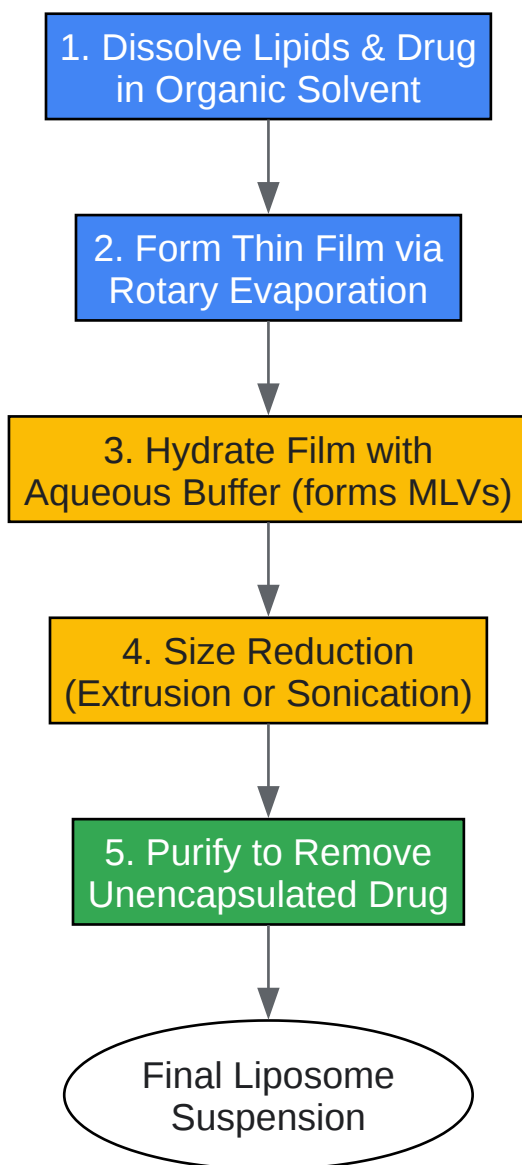 1. Dissolve Lipids & Drug
in Organic Solvent
2. Form Thin Film via
Rotary Evaporation
3. Hydrate Film with
Aqueous Buffer (forms MLVs)
4. Size Reduction
(Extrusion or Sonication)
5. Purify to Remove
Unencapsulated Drug
Final Liposome
Suspension